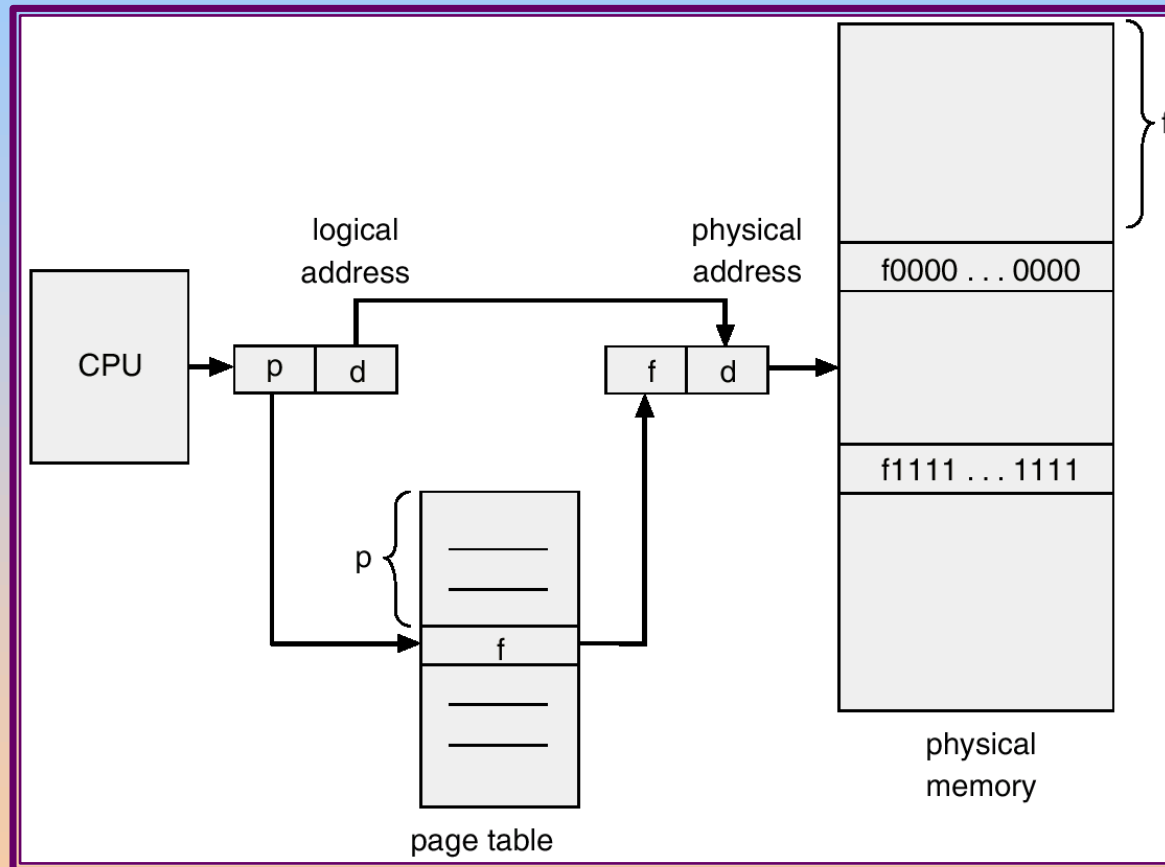 f
logical
address
physical
address
f0000 . . . 0000
CPU
p
d
f
d
f1111 . . . 1111
p
f
physical
memory
page table